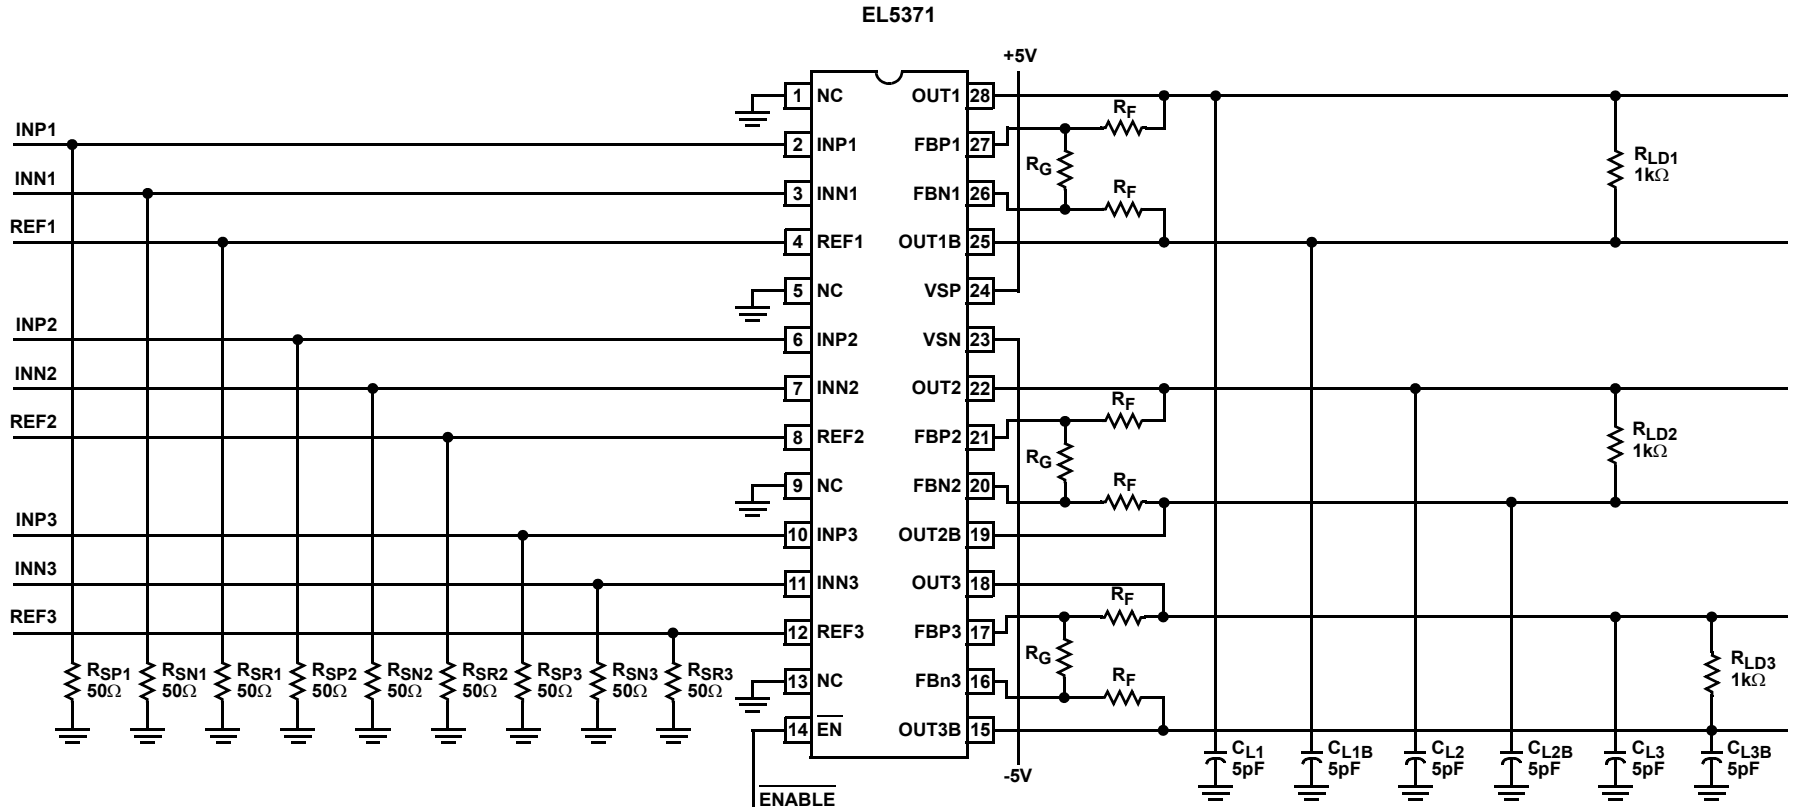 EL5371
+5V
1 NC OUT1 28
INP1 2 INP1 FBP1 27
INN1 3 INN1 FBN1 26
REF1 4 REF1 OUT1B 25
5 NC VSP 24
INP2 6 INP2 VSN 23
INN2 7 INN2 OUT2 22
REF2 8 REF2 FBP2 21
9 NC FBN2 20
INP3 10 INP3 OUT2B 19
INN3 11 INN3 OUT3 18
REF3 12 REF3 FBP3 17
13 NC FBn3 16
14 EN OUT3B 15
RF
RG
RF
RLD1
1kΩ
RF
RG
RF
RLD2
1kΩ
RF
RG
RF
RLD3
1kΩ
RSP1 RSN1 RSR1 RSP2 RSN2 RSR2 RSP3 RSN3 RSR3
50Ω 50Ω 50Ω 50Ω 50Ω 50Ω 50Ω 50Ω 50Ω
CL1 CL1B CL2 CL2B CL3 CL3B
5pF 5pF 5pF 5pF 5pF 5pF
-5V
ENABLE